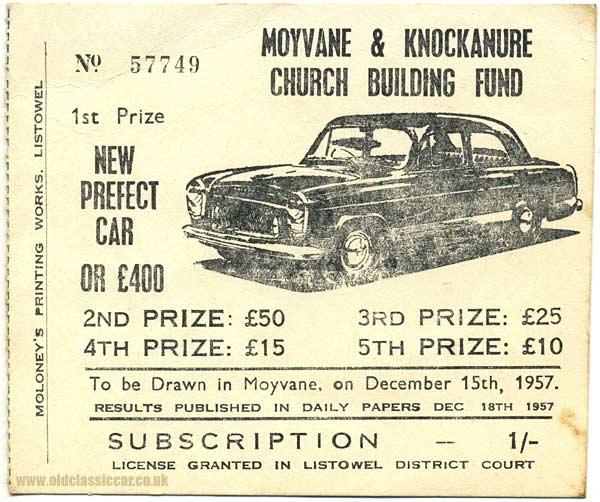 Nº 57749
MOYVANE & KNOCKANURE
CHURCH BUILDING FUND
1st Prize
NEW
PREFECT
CAR
OR £400
2ND PRIZE: £50 3RD PRIZE: £25
4TH PRIZE: £15 5TH PRIZE: £10
To be Drawn in Moyvane, on December 15th, 1957.
RESULTS PUBLISHED IN DAILY PAPERS DEC 18TH 1957
SUBSCRIPTION — 1/-
LICENSE GRANTED IN LISTOWEL DISTRICT COURT
MOLONEY'S PRINTING WORKS, LISTOWEL
www.oldclassiccar.co.uk